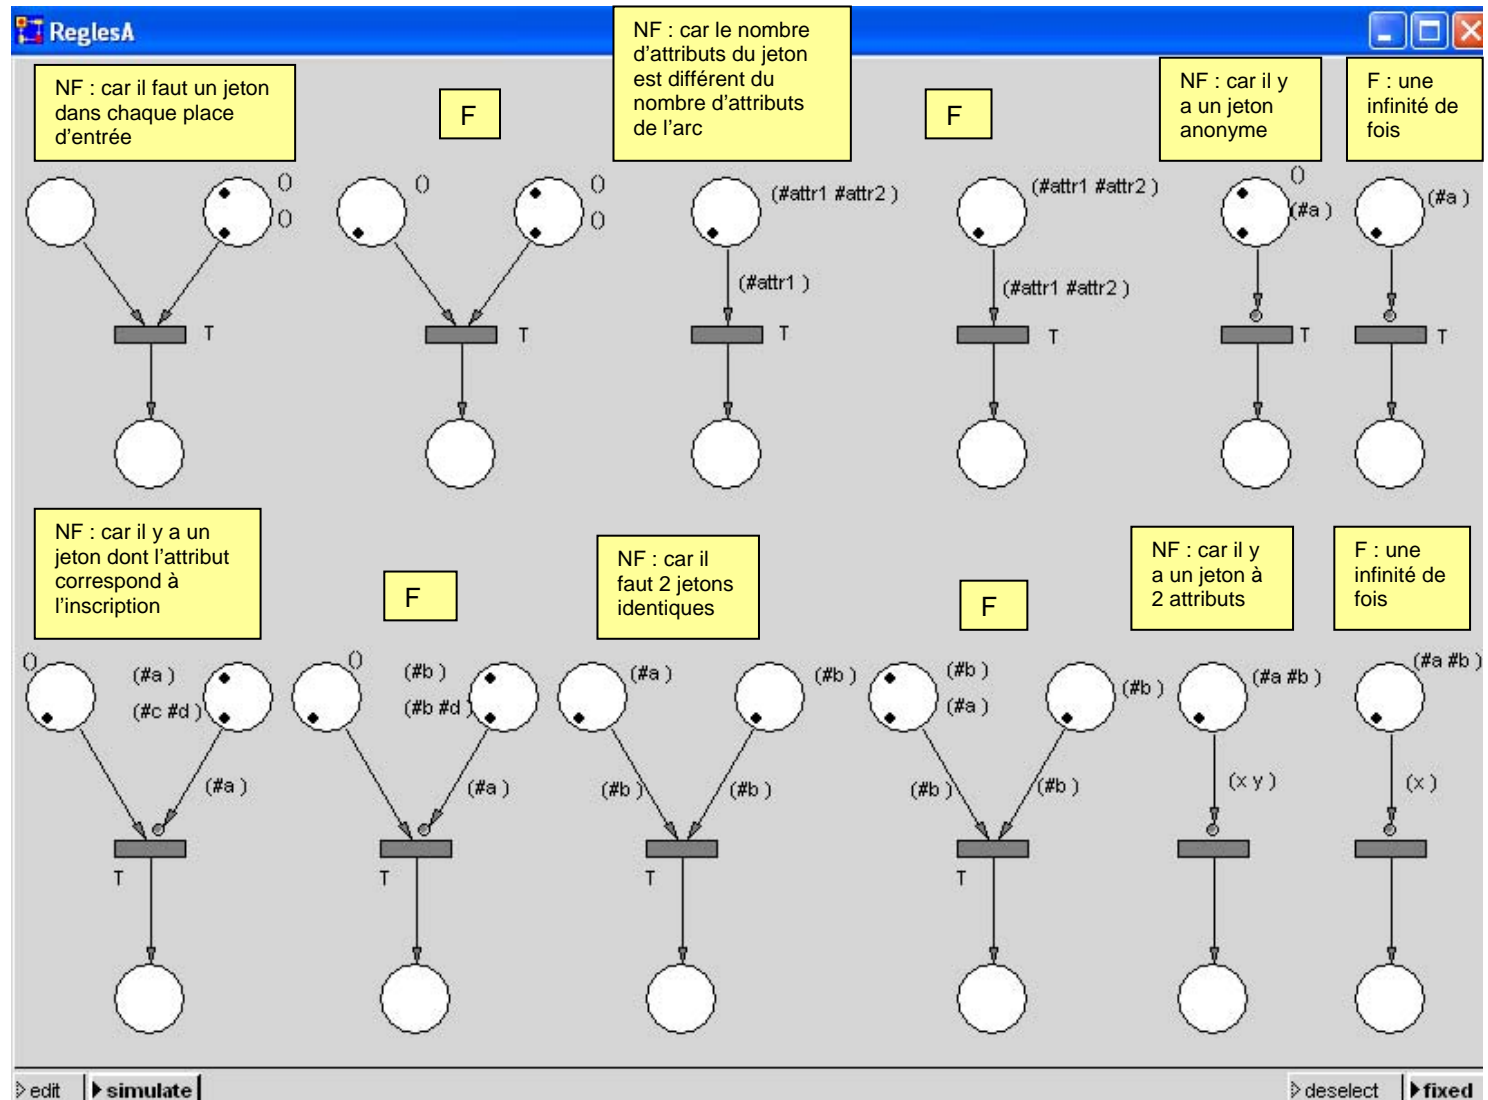 ReglesA
NF : car le nombre
d'attributs du jeton
est différent du
nombre d'attributs
de l'arc
NF : car il faut un jeton
dans chaque place
d'entrée
F
F
NF : car il y
a un jeton
anonyme
F : une
infinité de
fois
()
()
()
()
()
(#attr1 #attr2 )
(#attr1 #attr2 )
()
(#a )
(#a )
(#attr1 )
(#attr1 #attr2 )
T
T
T
T
T
T
NF : car il y a un
jeton dont l'attribut
correspond à
l'inscription
F
NF : car il
faut 2 jetons
identiques
F
NF : car il y
a un jeton à
2 attributs
F : une
infinité de
fois
()
(#a )
(#c #d )
()
(#b )
(#b #d )
(#a )
(#b )
(#b )
(#a )
(#b )
(#a #b )
(#a #b )
(#a )
(#a )
(#b )
(#b )
(#b )
(#b )
(x y )
(x )
T
T
T
T
edit
simulate
deselect
fixed